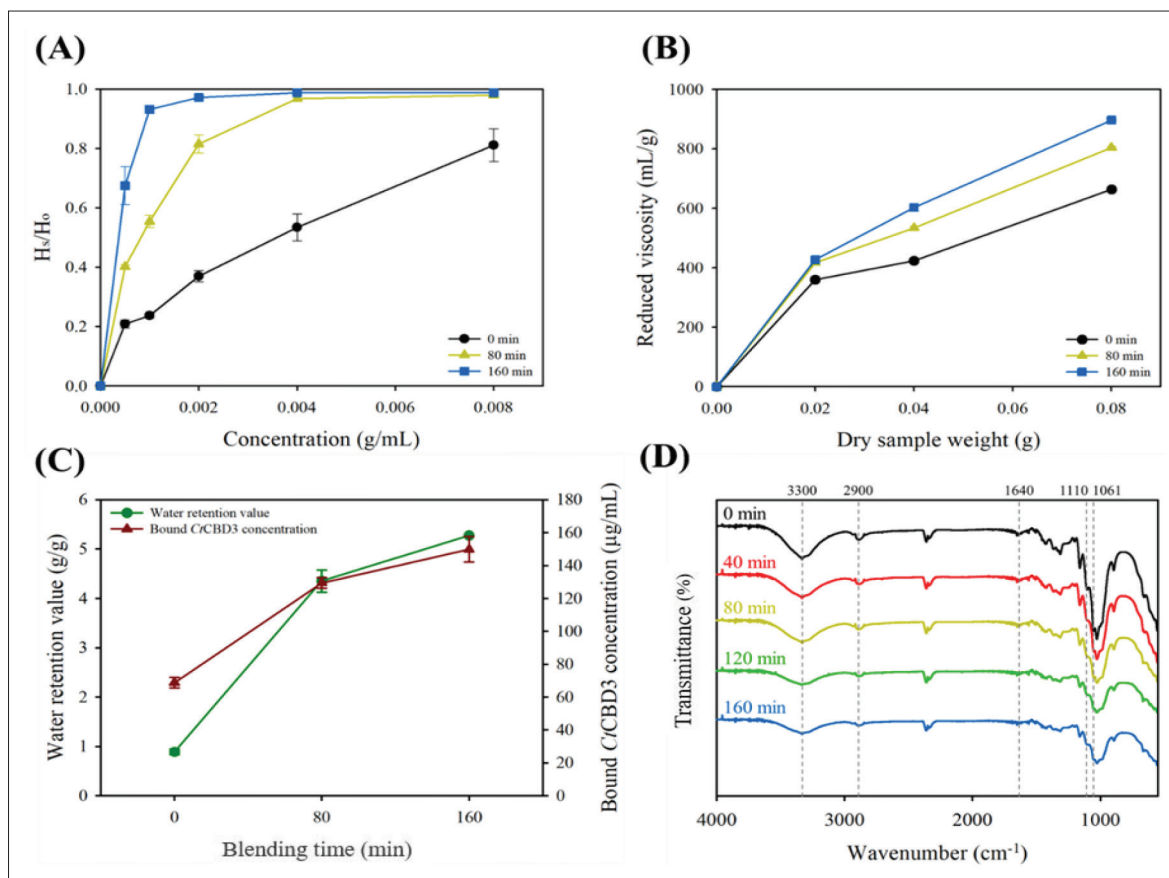 (A)
1.0
0.8
0.6
0.4
0.2
0.0
Hₛ/H₀
0 min
80 min
160 min
0.000 0.002 0.004 0.006 0.008
Concentration (g/mL)
(B)
1000
800
600
400
200
0
Reduced viscosity (mL/g)
0 min
80 min
160 min
0.00 0.02 0.04 0.06 0.08
Dry sample weight (g)
(C)
6
5
4
3
2
1
0
Water retention value (g/g)
Water retention value
Bound CtCBD3 concentration
180
160
140
120
100
80
60
40
20
0
Bound CtCBD3 concentration (µg/mL)
0 80 160
Blending time (min)
(D)
3300 2900 1640 1110 1061
0 min
40 min
80 min
120 min
160 min
Transmittance (%)
4000 3000 2000 1000
Wavenumber (cm⁻¹)